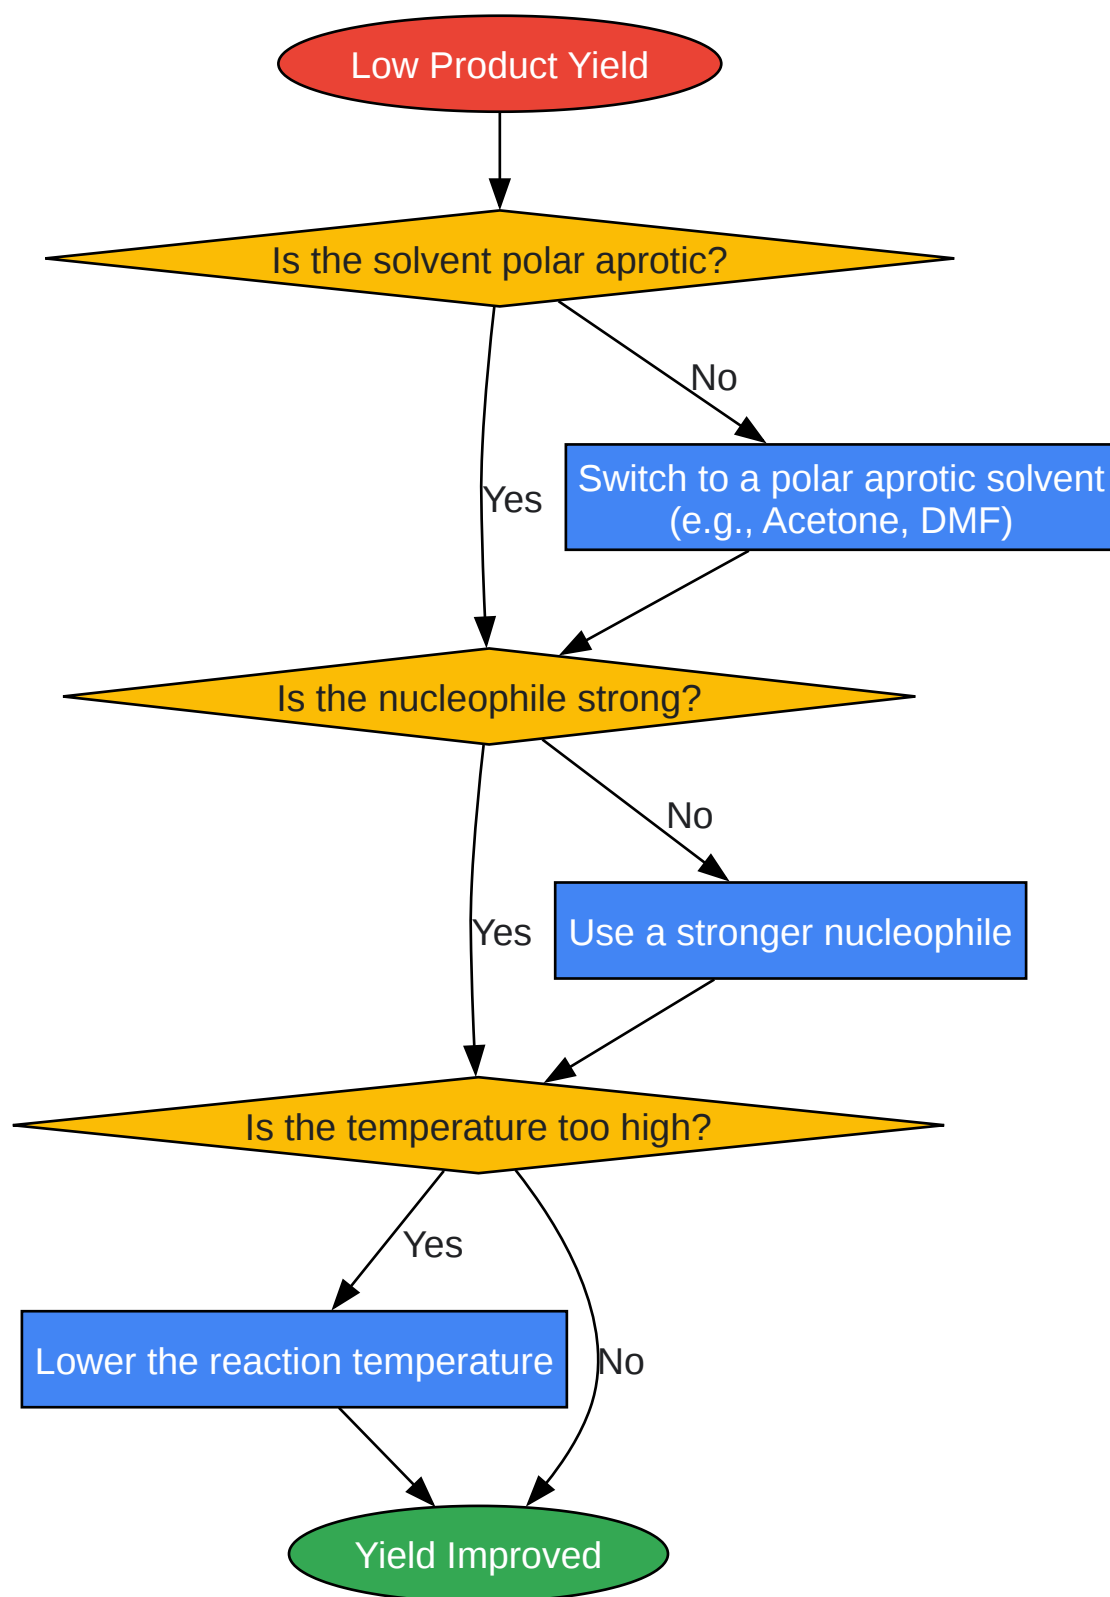 Low Product Yield
Is the solvent polar aprotic?
No
Yes
Switch to a polar aprotic solvent
(e.g., Acetone, DMF)
Is the nucleophile strong?
No
Yes
Use a stronger nucleophile
Is the temperature too high?
Yes
Lower the reaction temperature
No
Yield Improved